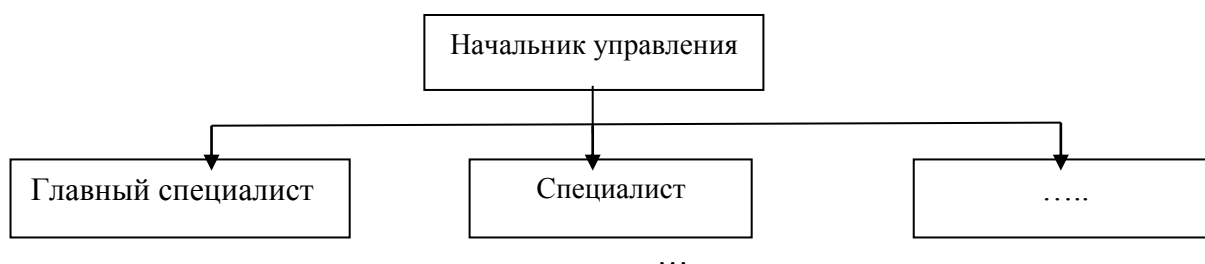 Начальник управления
Главный специалист
Специалист
…..
…